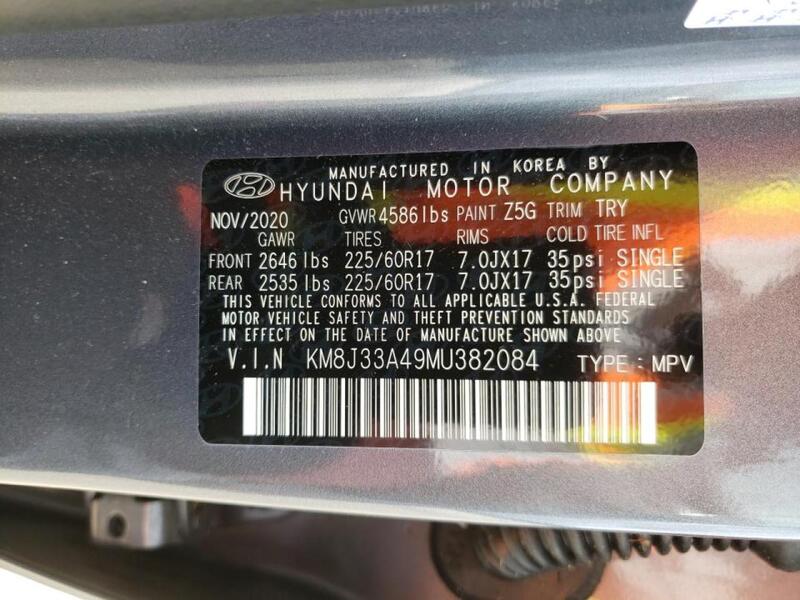 MANUFACTURED IN KOREA BY
HYUNDAI MOTOR COMPANY
NOV/2020 GVWR 4586lbs PAINT Z5G TRIM TRY
GAWR TIRES RIMS COLD TIRE INFL
FRONT 2646 lbs 225/60R17 7.0JX17 35psi SINGLE
REAR 2535 lbs 225/60R17 7.0JX17 35psi SINGLE
THIS VEHICLE CONFORMS TO ALL APPLICABLE U.S.A. FEDERAL
MOTOR VEHICLE SAFETY AND THEFT PREVENTION STANDARDS
IN EFFECT ON THE DATE OF MANUFACTURE SHOWN ABOVE.
V.I.N KM8J33A49MU382084 TYPE: MPV